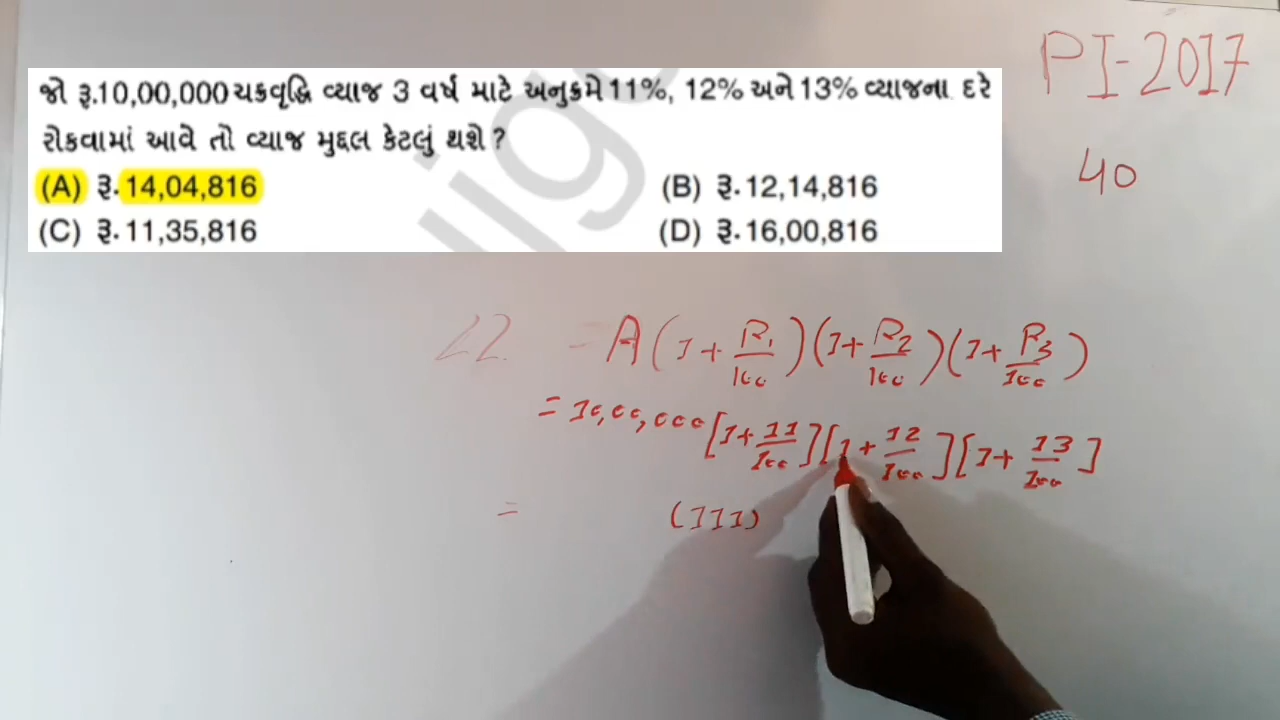 PI-2017
40
જો રૂ.10,00,000 ચક્રવૃદ્ધિ વ્યાજ 3 વર્ષ માટે અનુક્રમે 11%, 12% અને 13% વ્યાજના દરે
રોકવામાં આવે તો વ્યાજ મુદ્દલ કેટલું થશે ?
(A) રૂ. 14,04,816
(B) રૂ. 12,14,816
(C) રૂ. 11,35,816
(D) રૂ. 16,00,816
= A(1+R1/100)(1+R2/100)(1+R3/100)
= 10,00,000[1+11/100][1+12/100][1+13/100]
= (111)